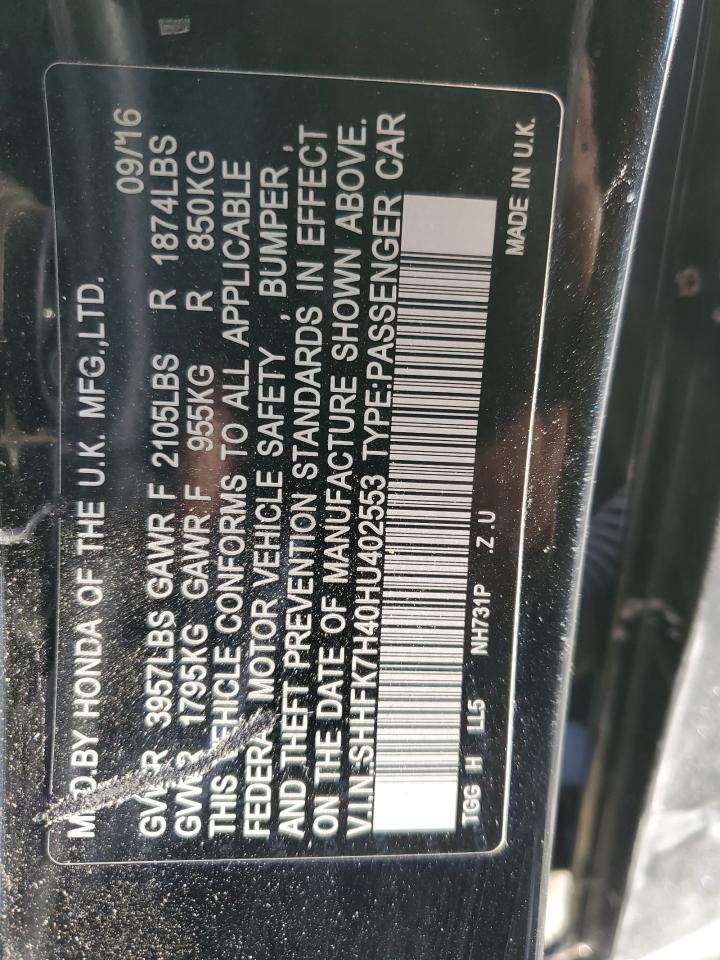 MFD.BY HONDA OF THE U.K. MFG.,LTD. 09/16
GVWR 3957LBS GAWR F 2105LBS R 1874LBS
GVWR 1795KG GAWR F 955KG R 850KG
THIS VEHICLE CONFORMS TO ALL APPLICABLE
FEDERAL MOTOR VEHICLE SAFETY , BUMPER ,
AND THEFT PREVENTION STANDARDS IN EFFECT
ON THE DATE OF MANUFACTURE SHOWN ABOVE.
V.I.N:SHHFK7H40HU402553 TYPE:PASSENGER CAR
TGG H LL5 NH731P .Z .U MADE IN U.K.